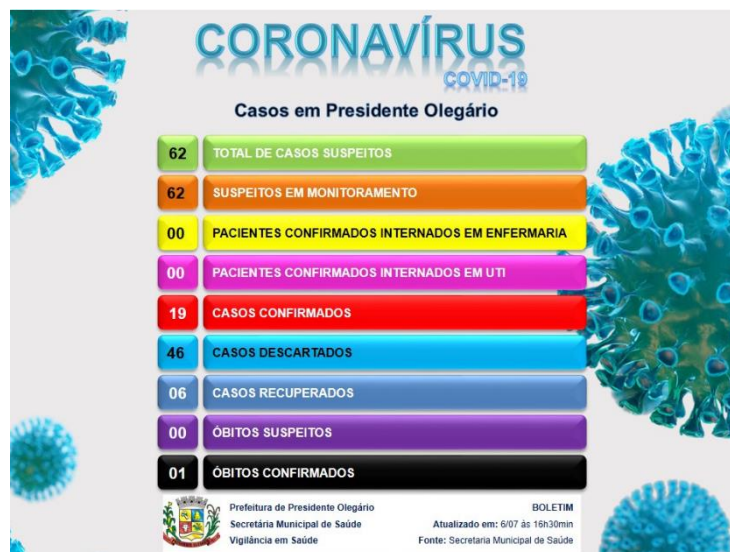 CORONAVÍRUS
COVID-19
Casos em Presidente Olegário
62 TOTAL DE CASOS SUSPEITOS
62 SUSPEITOS EM MONITORAMENTO
00 PACIENTES CONFIRMADOS INTERNADOS EM ENFERMARIA
00 PACIENTES CONFIRMADOS INTERNADOS EM UTI
19 CASOS CONFIRMADOS
46 CASOS DESCARTADOS
06 CASOS RECUPERADOS
00 ÓBITOS SUSPEITOS
01 ÓBITOS CONFIRMADOS
Prefeitura de Presidente Olegário
Secretária Municipal de Saúde
Vigilância em Saúde
BOLETIM
Atualizado em: 6/07 às 16h30min
Fonte: Secretaria Municipal de Saúde